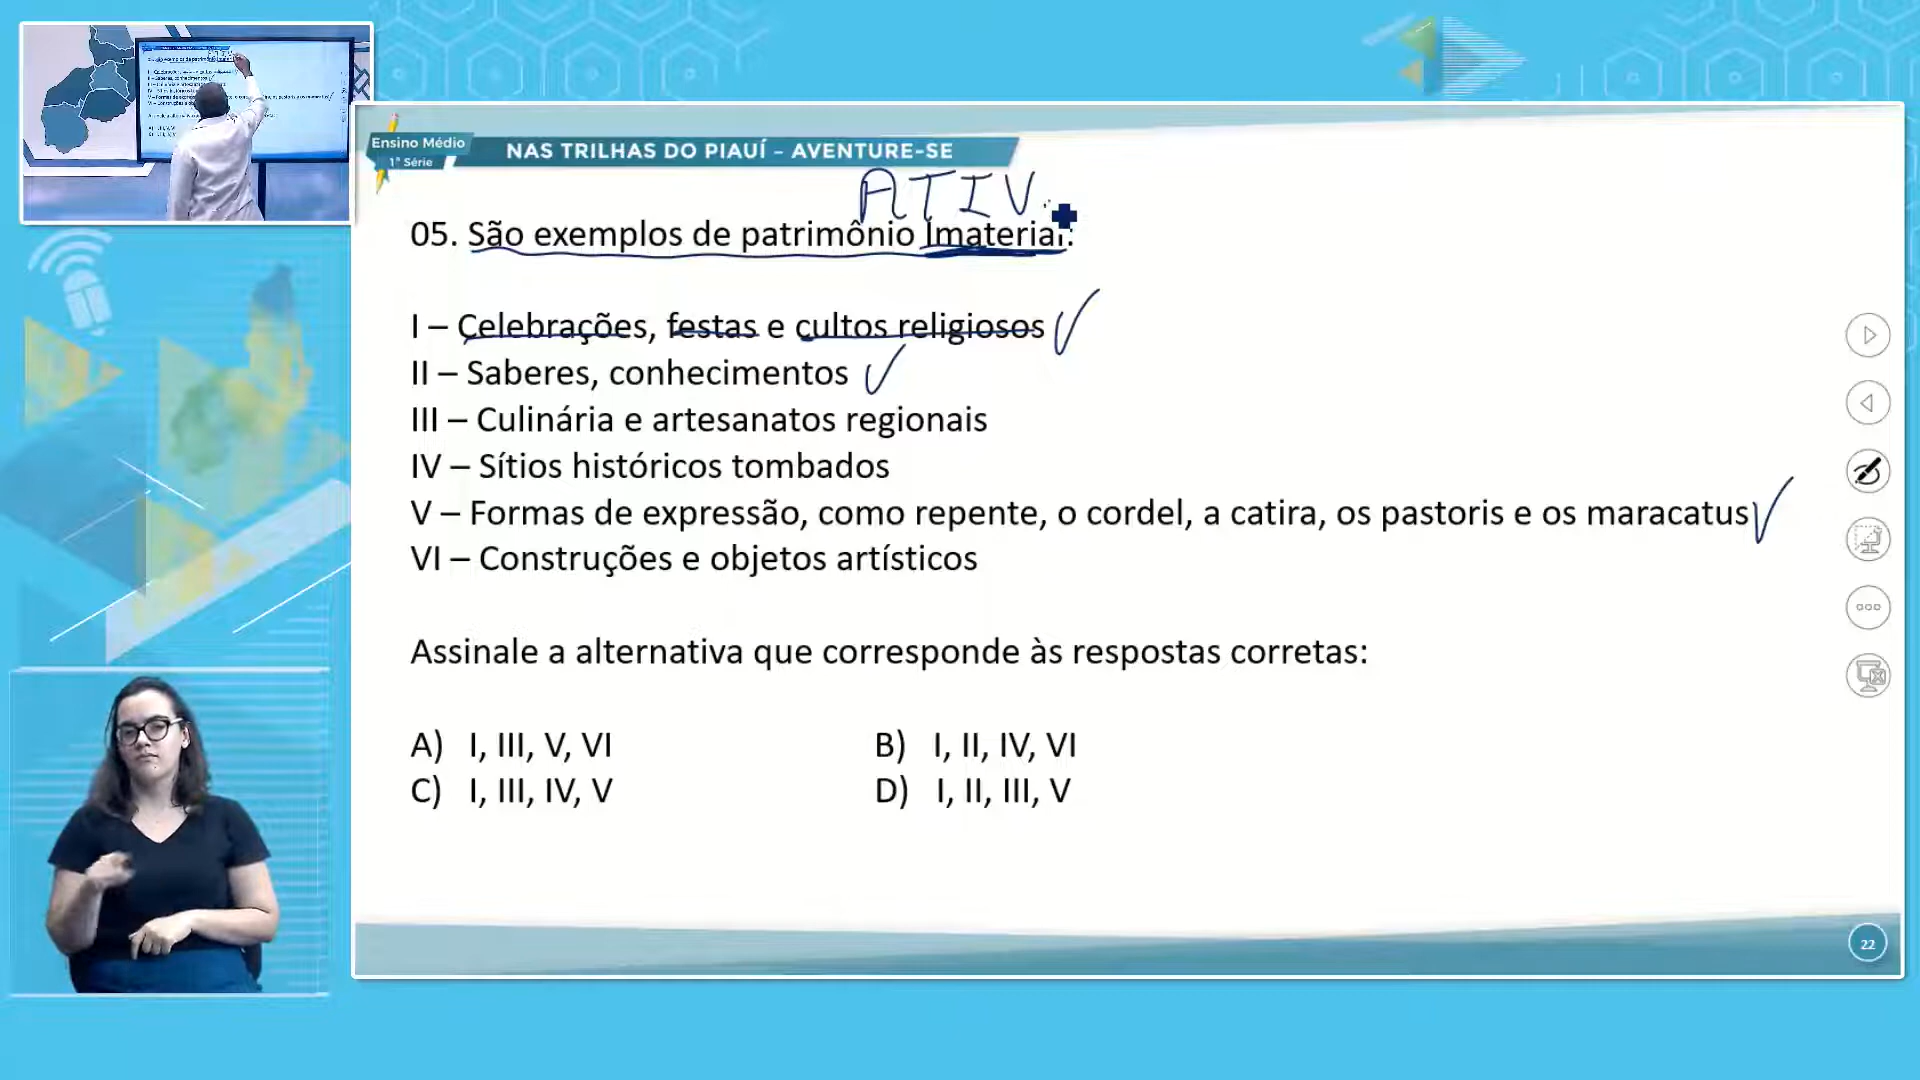 Ensino Médio
1ª Série
NAS TRILHAS DO PIAUÍ – AVENTURE-SE
ATIV
05. São exemplos de patrimônio Imaterial:
I – Celebrações, festas e cultos religiosos
II – Saberes, conhecimentos
III – Culinária e artesanatos regionais
IV – Sítios históricos tombados
V – Formas de expressão, como repente, o cordel, a catira, os pastoris e os maracatus
VI – Construções e objetos artísticos
Assinale a alternativa que corresponde às respostas corretas:
A) I, III, V, VI
B) I, II, IV, VI
C) I, III, IV, V
D) I, II, III, V
22